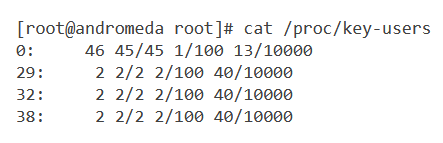 [root@andromeda root]# cat /proc/key-users
0:     46 45/45 1/100 13/10000
29:     2 2/2 2/100 40/10000
32:     2 2/2 2/100 40/10000
38:     2 2/2 2/100 40/10000